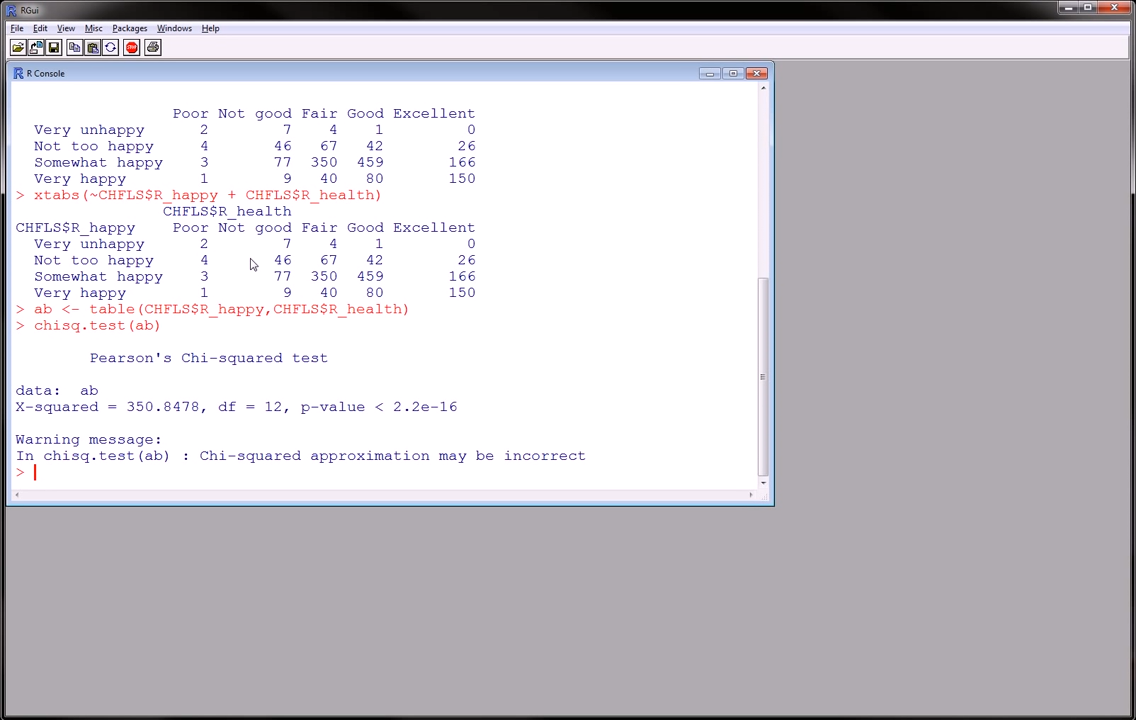 RGui
File Edit View Misc Packages Windows Help
STOP
R Console
Poor Not good Fair Good Excellent
Very unhappy 2 7 4 1 0
Not too happy 4 46 67 42 26
Somewhat happy 3 77 350 459 166
Very happy 1 9 40 80 150
> xtabs(~CHFLS$R_happy + CHFLS$R_health)
CHFLS$R_health
CHFLS$R_happy Poor Not good Fair Good Excellent
Very unhappy 2 7 4 1 0
Not too happy 4 46 67 42 26
Somewhat happy 3 77 350 459 166
Very happy 1 9 40 80 150
> ab <- table(CHFLS$R_happy,CHFLS$R_health)
> chisq.test(ab)
Pearson's Chi-squared test
data: ab
X-squared = 350.8478, df = 12, p-value < 2.2e-16
Warning message:
In chisq.test(ab) : Chi-squared approximation may be incorrect
>